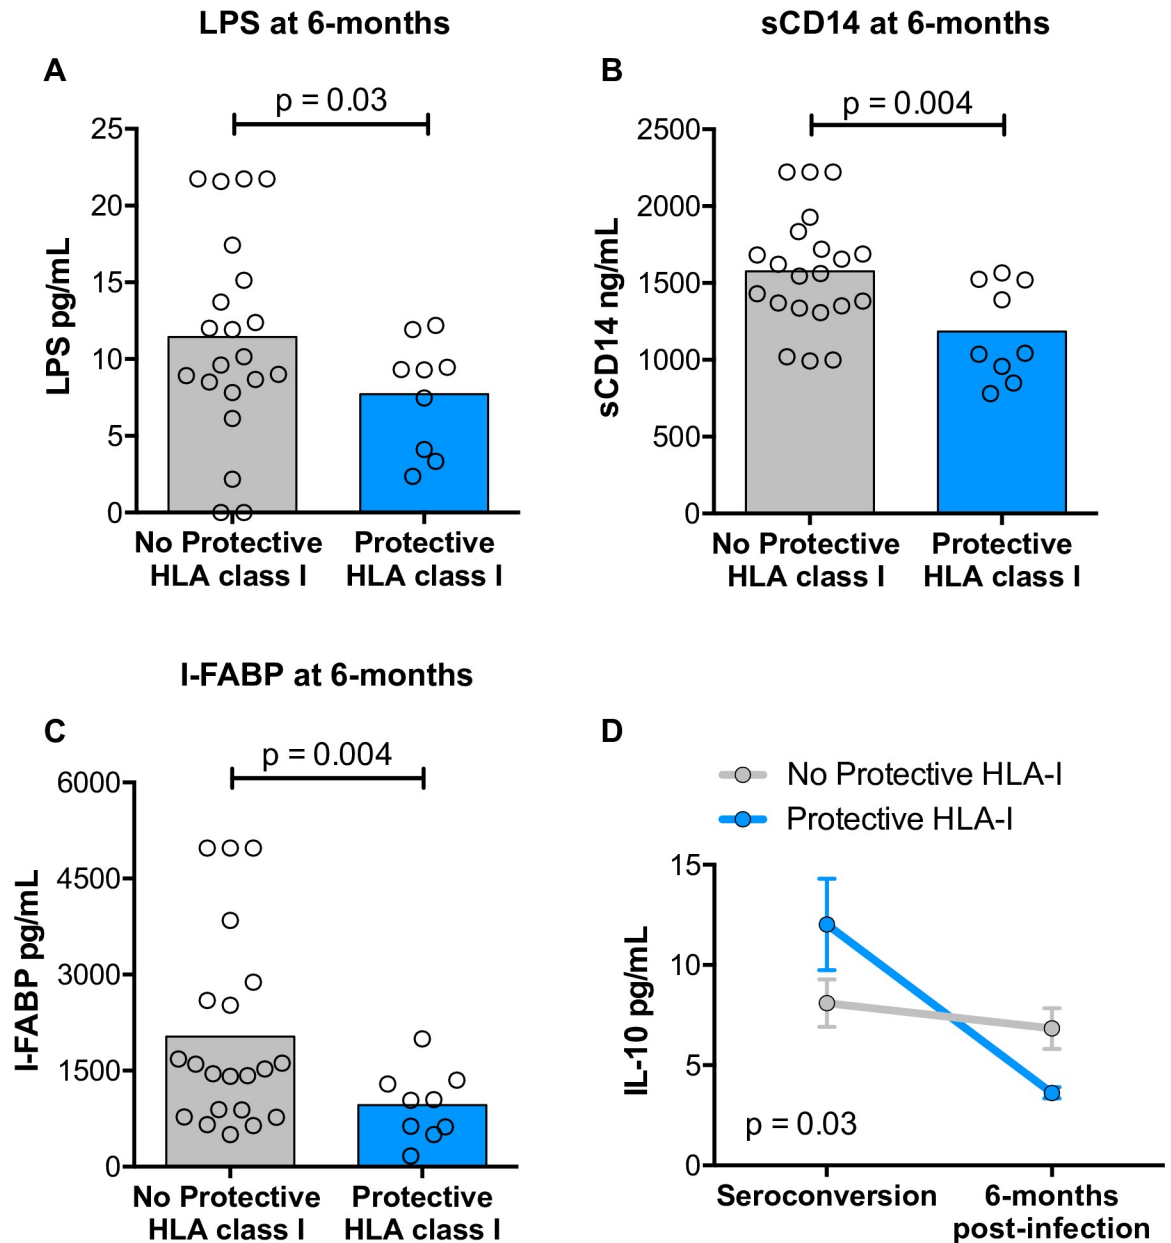 LPS at 6-months
A
p = 0.03
25
20
15
10
5
0
LPS pg/mL
No Protective
HLA class I
Protective
HLA class I
sCD14 at 6-months
B
p = 0.004
2500
2000
1500
1000
500
0
sCD14 ng/mL
No Protective
HLA class I
Protective
HLA class I
I-FABP at 6-months
C
p = 0.004
6000
4500
3000
1500
0
I-FABP pg/mL
No Protective
HLA class I
Protective
HLA class I
D
No Protective HLA-I
Protective HLA-I
15
10
5
0
IL-10 pg/mL
p = 0.03
Seroconversion
6-months
post-infection